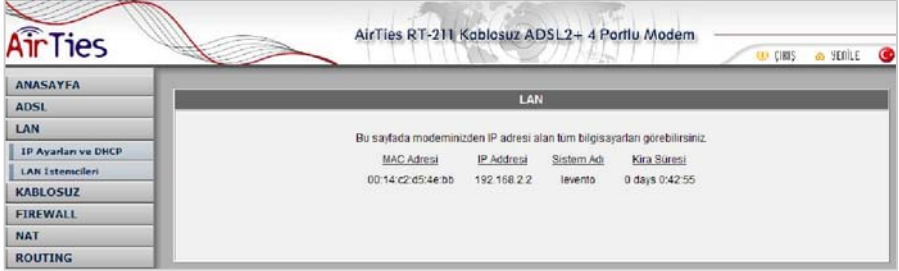 AirTies
AirTies RT-211 Kablosuz ADSL2+ 4 Portlu Modem
ÇIKIŞ YENİLE
ANASAYFA
ADSL
LAN
IP Ayarları ve DHCP
LAN İstemcileri
KABLOSUZ
FIREWALL
NAT
ROUTING
LAN
Bu sayfada modeminizden IP adresi alan tüm bilgisayarları görebilirsiniz.
MAC Adresi IP Addresi Sistem Adı Kira Süresi
00:14:c2:d5:4e:bb 192.168.2.2 levento 0 days 0:42:55